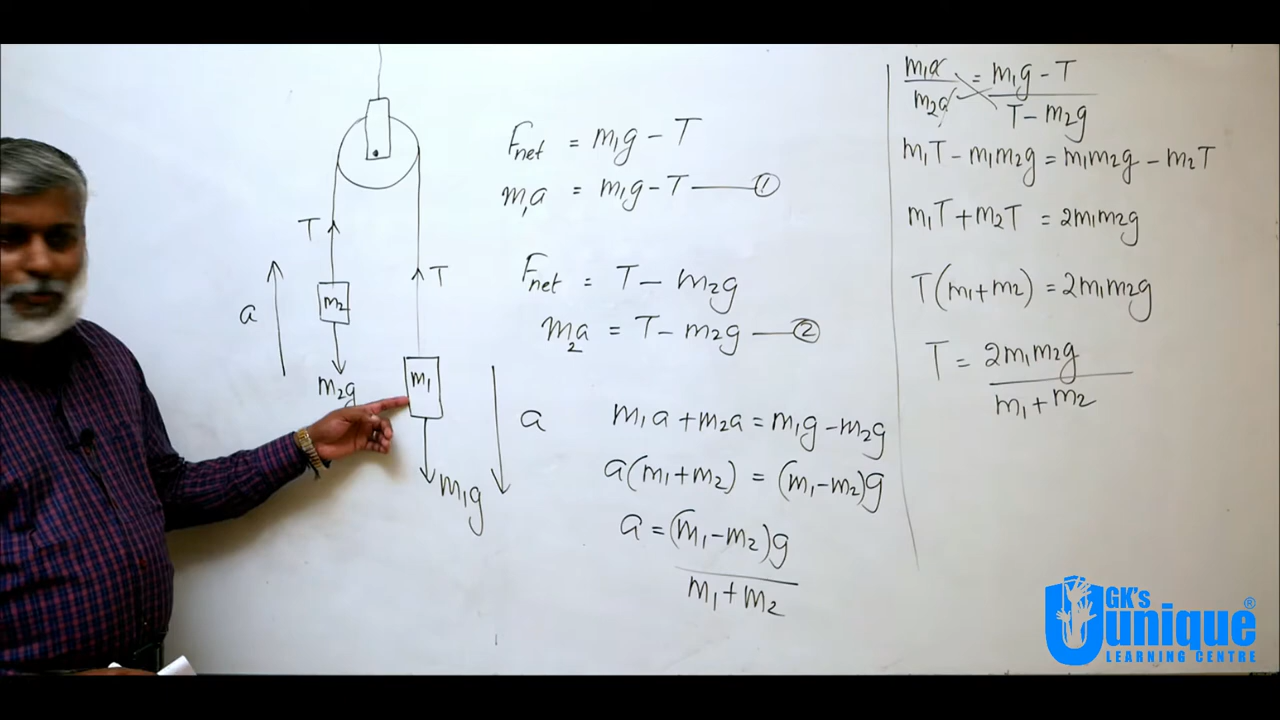 T
T
a
m₂
m₂g
m₁
a
m₁g
Fnet = m₁g - T
m₁a = m₁g - T —— ①
Fnet = T - m₂g
m₂a = T - m₂g —— ②
m₁a + m₂a = m₁g - m₂g
a(m₁+m₂) = (m₁-m₂)g
a = (m₁-m₂)g
m₁+m₂
m₁a = m₁g - T
m₂a T - m₂g
m₁T - m₁m₂g = m₁m₂g - m₂T
m₁T + m₂T = 2m₁m₂g
T(m₁+m₂) = 2m₁m₂g
T = 2m₁m₂g
m₁+m₂
GK's
Uunique®
LEARNING CENTRE